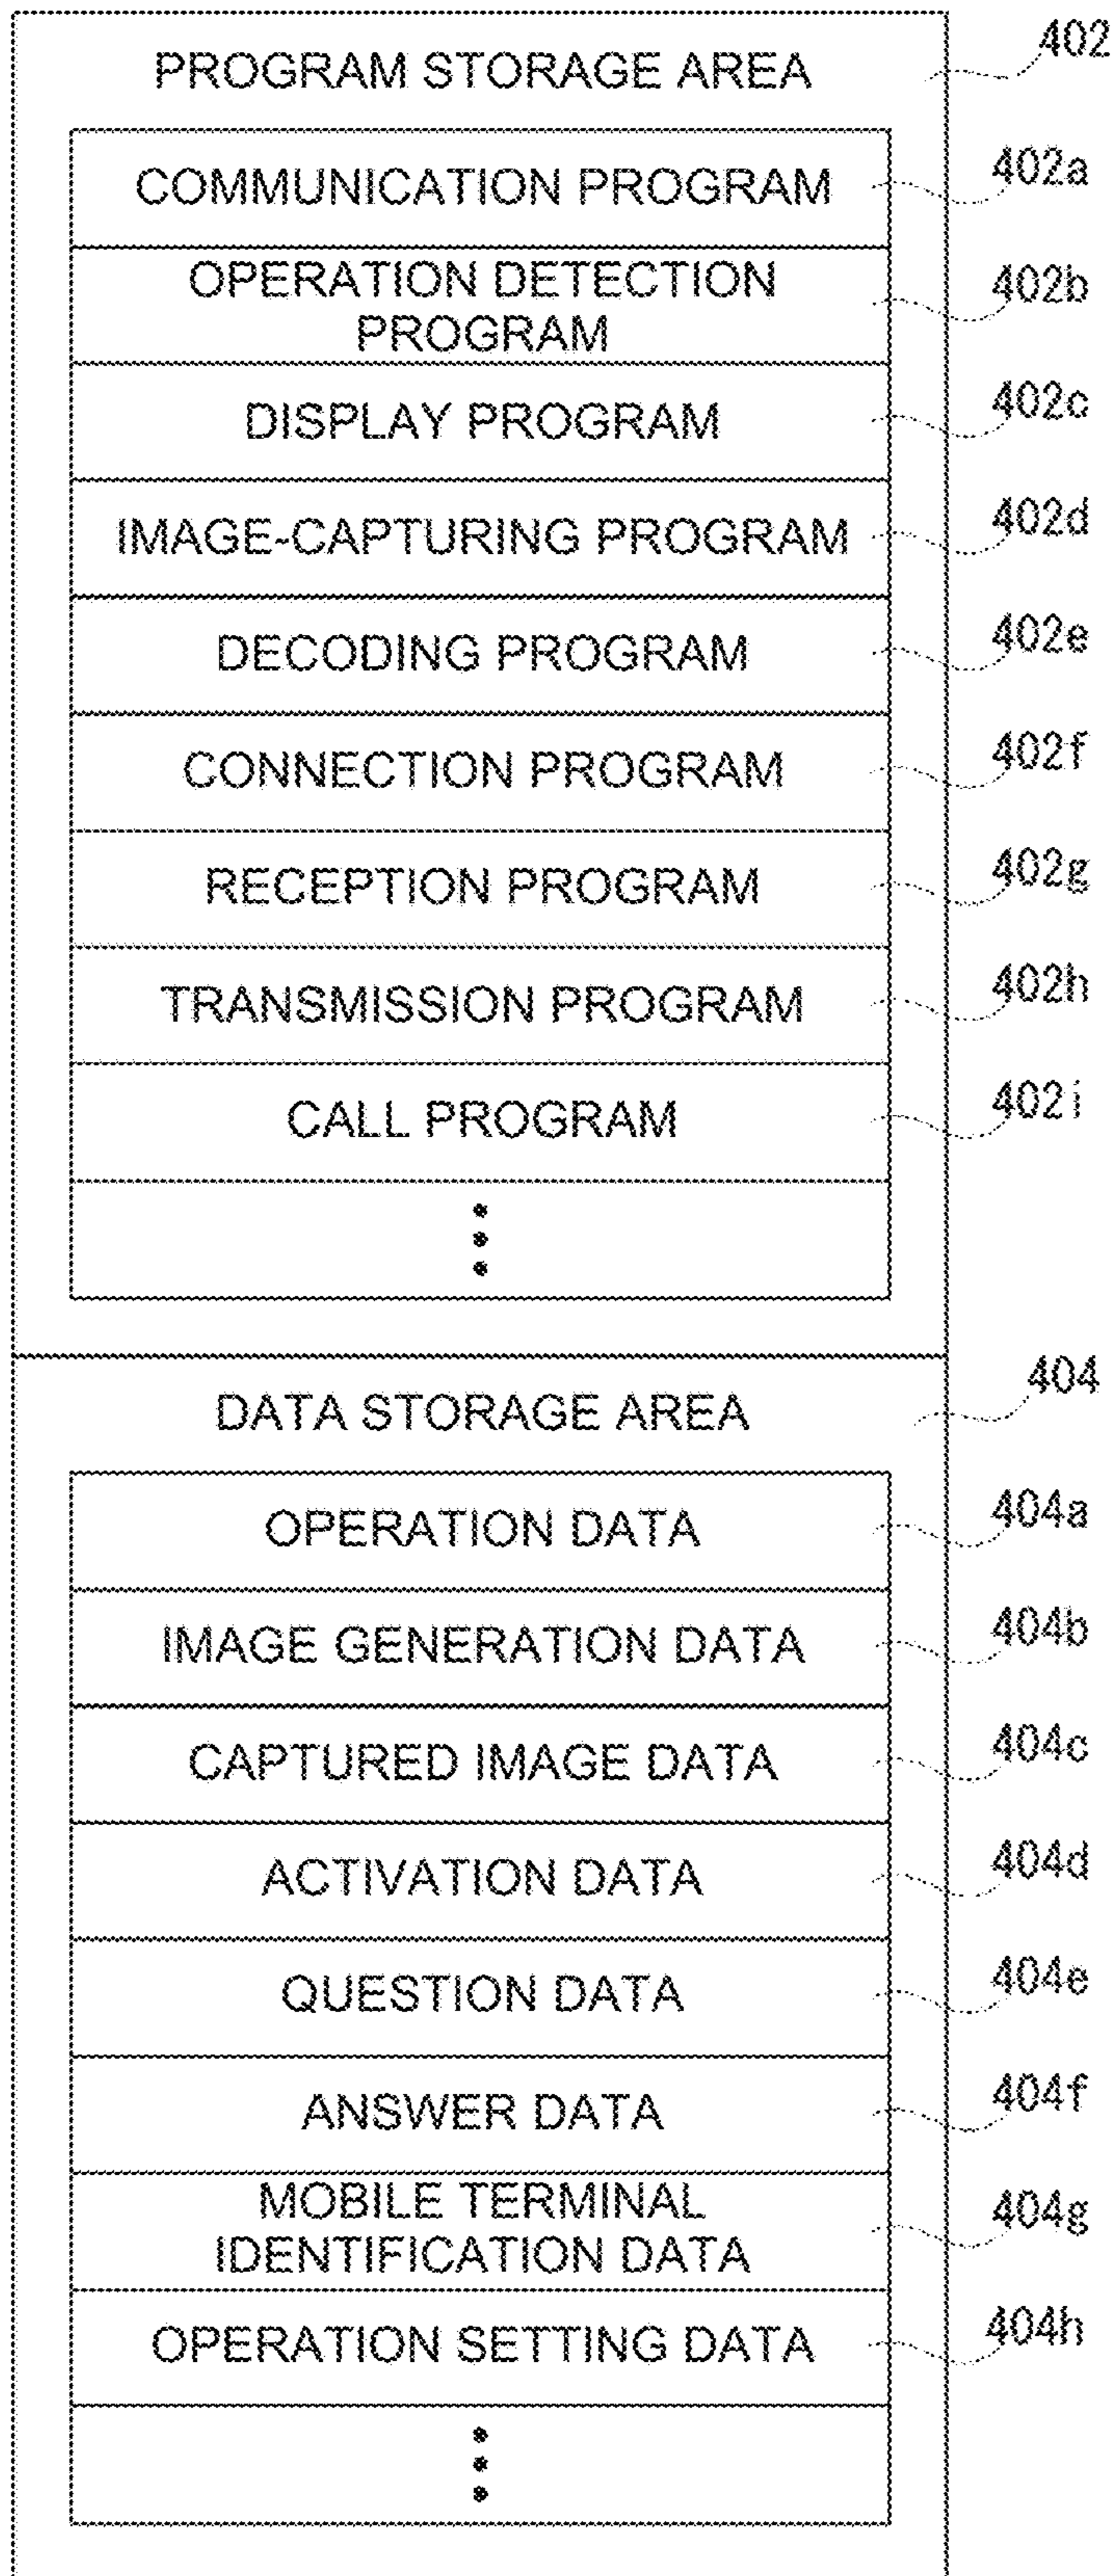 PROGRAM STORAGE AREA 402
COMMUNICATION PROGRAM 402a
OPERATION DETECTION
PROGRAM 402b
DISPLAY PROGRAM 402c
IMAGE-CAPTURING PROGRAM 402d
DECODING PROGRAM 402e
CONNECTION PROGRAM 402f
RECEPTION PROGRAM 402g
TRANSMISSION PROGRAM 402h
CALL PROGRAM 402i
DATA STORAGE AREA 404
OPERATION DATA 404a
IMAGE GENERATION DATA 404b
CAPTURED IMAGE DATA 404c
ACTIVATION DATA 404d
QUESTION DATA 404e
ANSWER DATA 404f
MOBILE TERMINAL
IDENTIFICATION DATA 404g
OPERATION SETTING DATA 404h